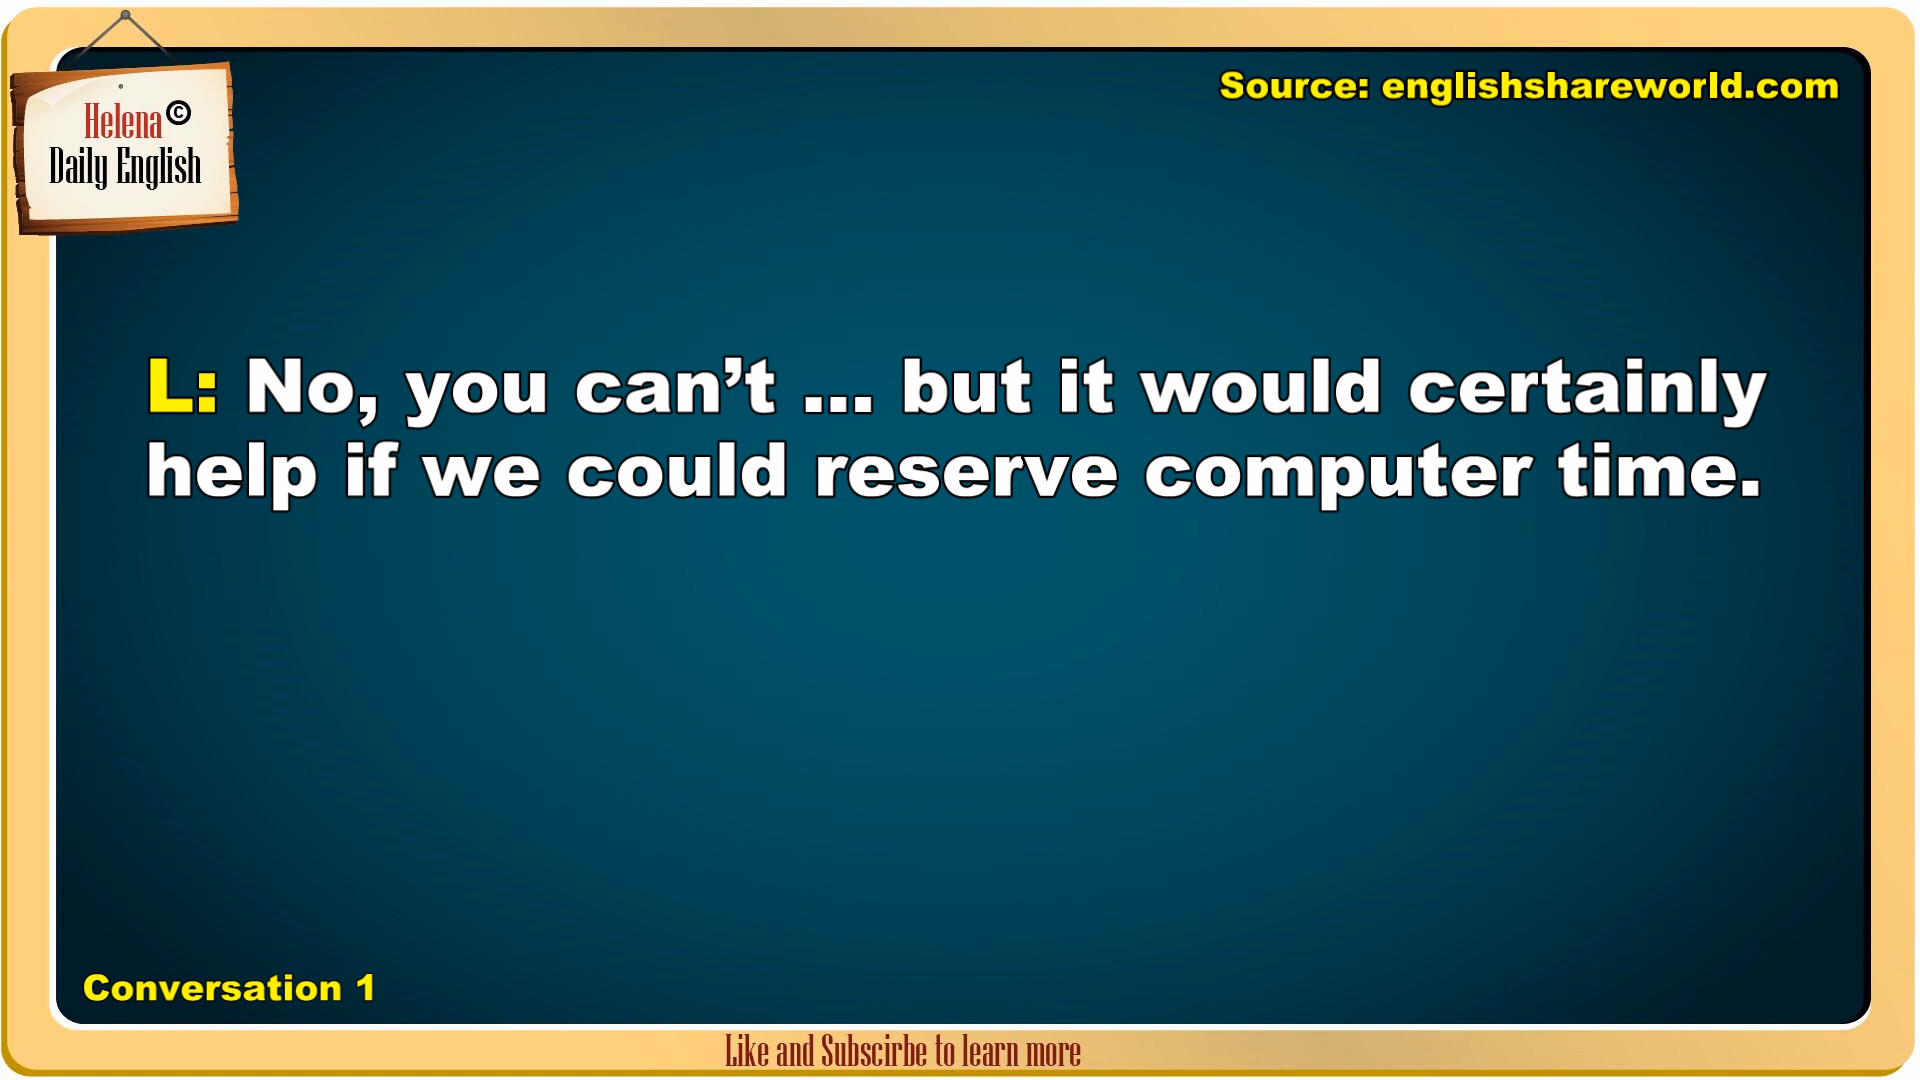 Helena©
Daily English
Source: englishshareworld.com
L: No, you can’t ... but it would certainly
help if we could reserve computer time.
Conversation 1
Like and Subscirbe to learn more